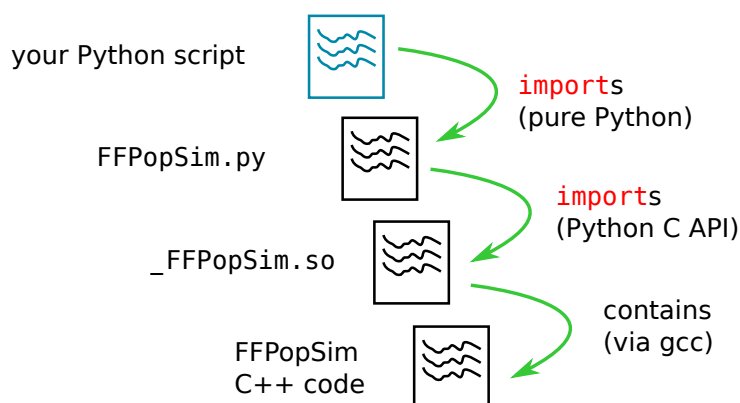 your Python script
imports
(pure Python)
FFPopSim.py
imports
(Python C API)
_FFPopSim.so
contains
(via gcc)
FFPopSim
C++ code